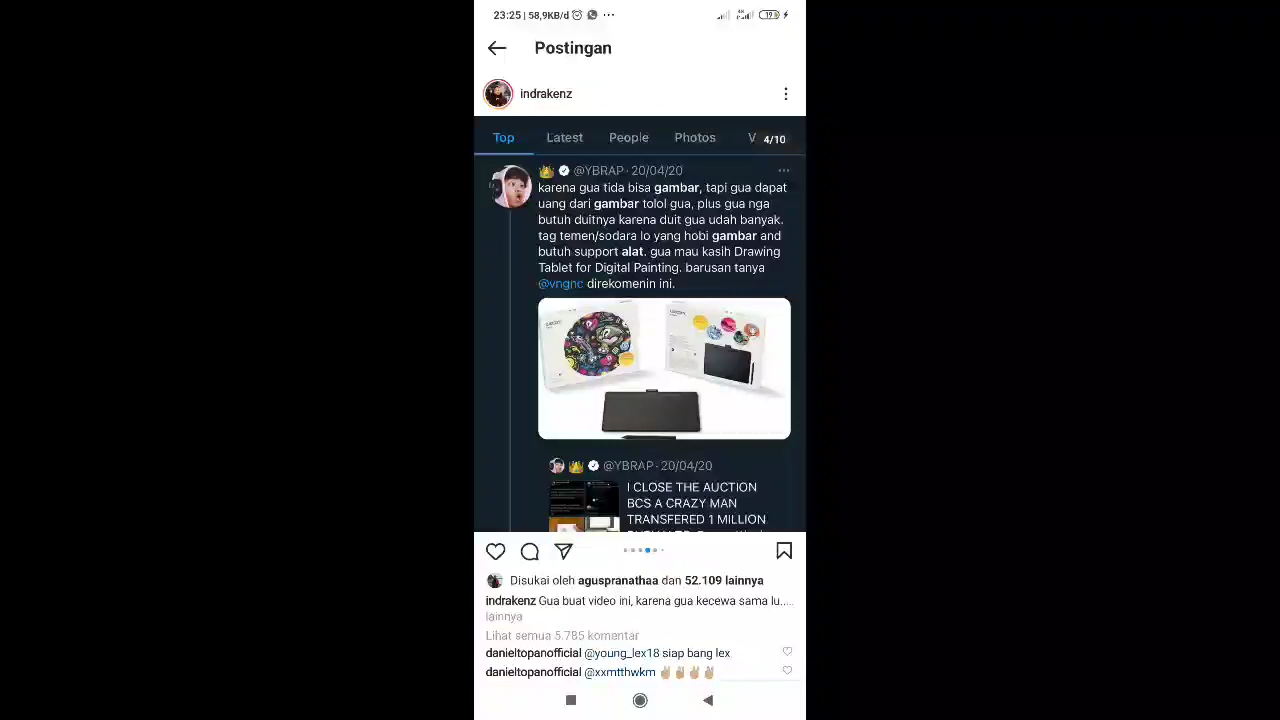 23:25 | 58,9KB/d
19
Postingan
indrakenz
Top Latest People Photos V 4/10
@YBRAP · 20/04/20
karena gua tida bisa gambar, tapi gua dapat
uang dari gambar tolol gua, plus gua nga
butuh duitnya karena duit gua udah banyak.
tag temen/sodara lo yang hobi gambar and
butuh support alat. gua mau kasih Drawing
Tablet for Digital Painting. barusan tanya
@vngnc direkomenin ini.
@YBRAP · 20/04/20
I CLOSE THE AUCTION
BCS A CRAZY MAN
TRANSFERED 1 MILLION
Disukai oleh aguspranathaa dan 52.109 lainnya
indrakenz Gua buat video ini, karena gua kecewa sama lu.....
lainnya
Lihat semua 5.785 komentar
danieltopanofficial @young_lex18 siap bang lex
danieltopanofficial @xxmtthwkm ✌🏼✌🏼✌🏼✌🏼